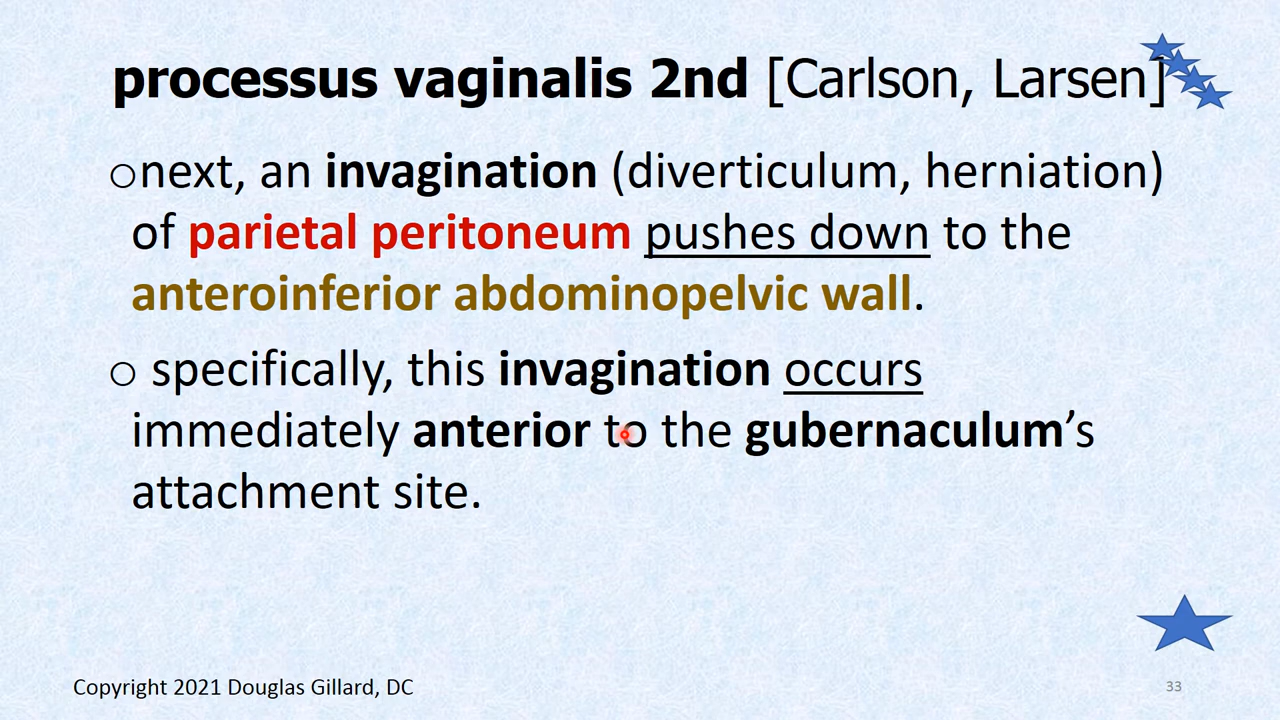 processus vaginalis 2nd [Carlson, Larsen]
○next, an invagination (diverticulum, herniation)
of parietal peritoneum pushes down to the
anteroinferior abdominopelvic wall.
○ specifically, this invagination occurs
immediately anterior to the gubernaculum’s
attachment site.
Copyright 2021 Douglas Gillard, DC
33